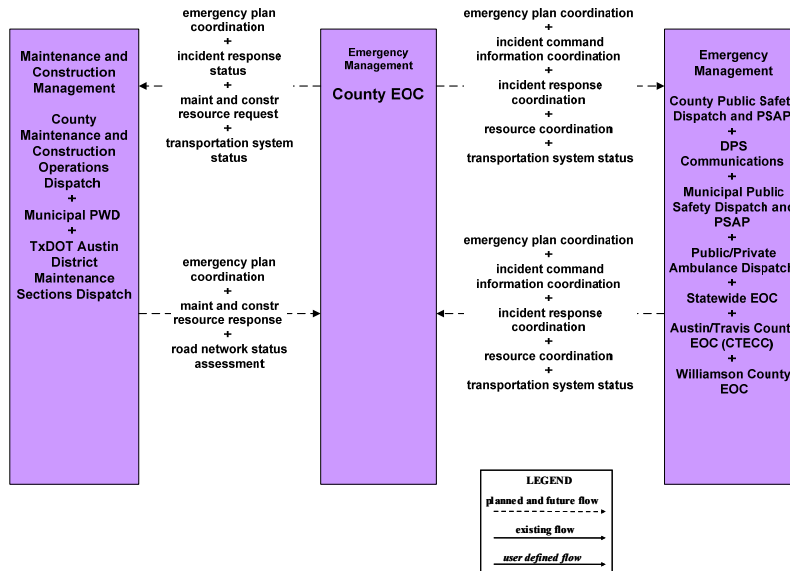 Maintenance and
Construction
Management
County
Maintenance and
Construction
Operations
Dispatch
+
Municipal PWD
+
TxDOT Austin
District
Maintenance
Sections Dispatch
emergency plan
coordination
+
incident response
status
+
maint and constr
resource request
+
transportation system
status
emergency plan
coordination
+
maint and constr
resource response
+
road network status
assessment
Emergency
Management
County EOC
emergency plan coordination
+
incident command
information coordination
+
incident response
coordination
+
resource coordination
+
transportation system status
emergency plan coordination
+
incident command
information coordination
+
incident response
coordination
+
resource coordination
+
transportation system status
Emergency
Management
County Public Safety
Dispatch and PSAP
+
DPS
Communications
+
Municipal Public
Safety Dispatch and
PSAP
+
Public/Private
Ambulance Dispatch
+
Statewide EOC
+
Austin/Travis County
EOC (CTECC)
+
Williamson County
EOC
LEGEND
planned and future flow
existing flow
user defined flow